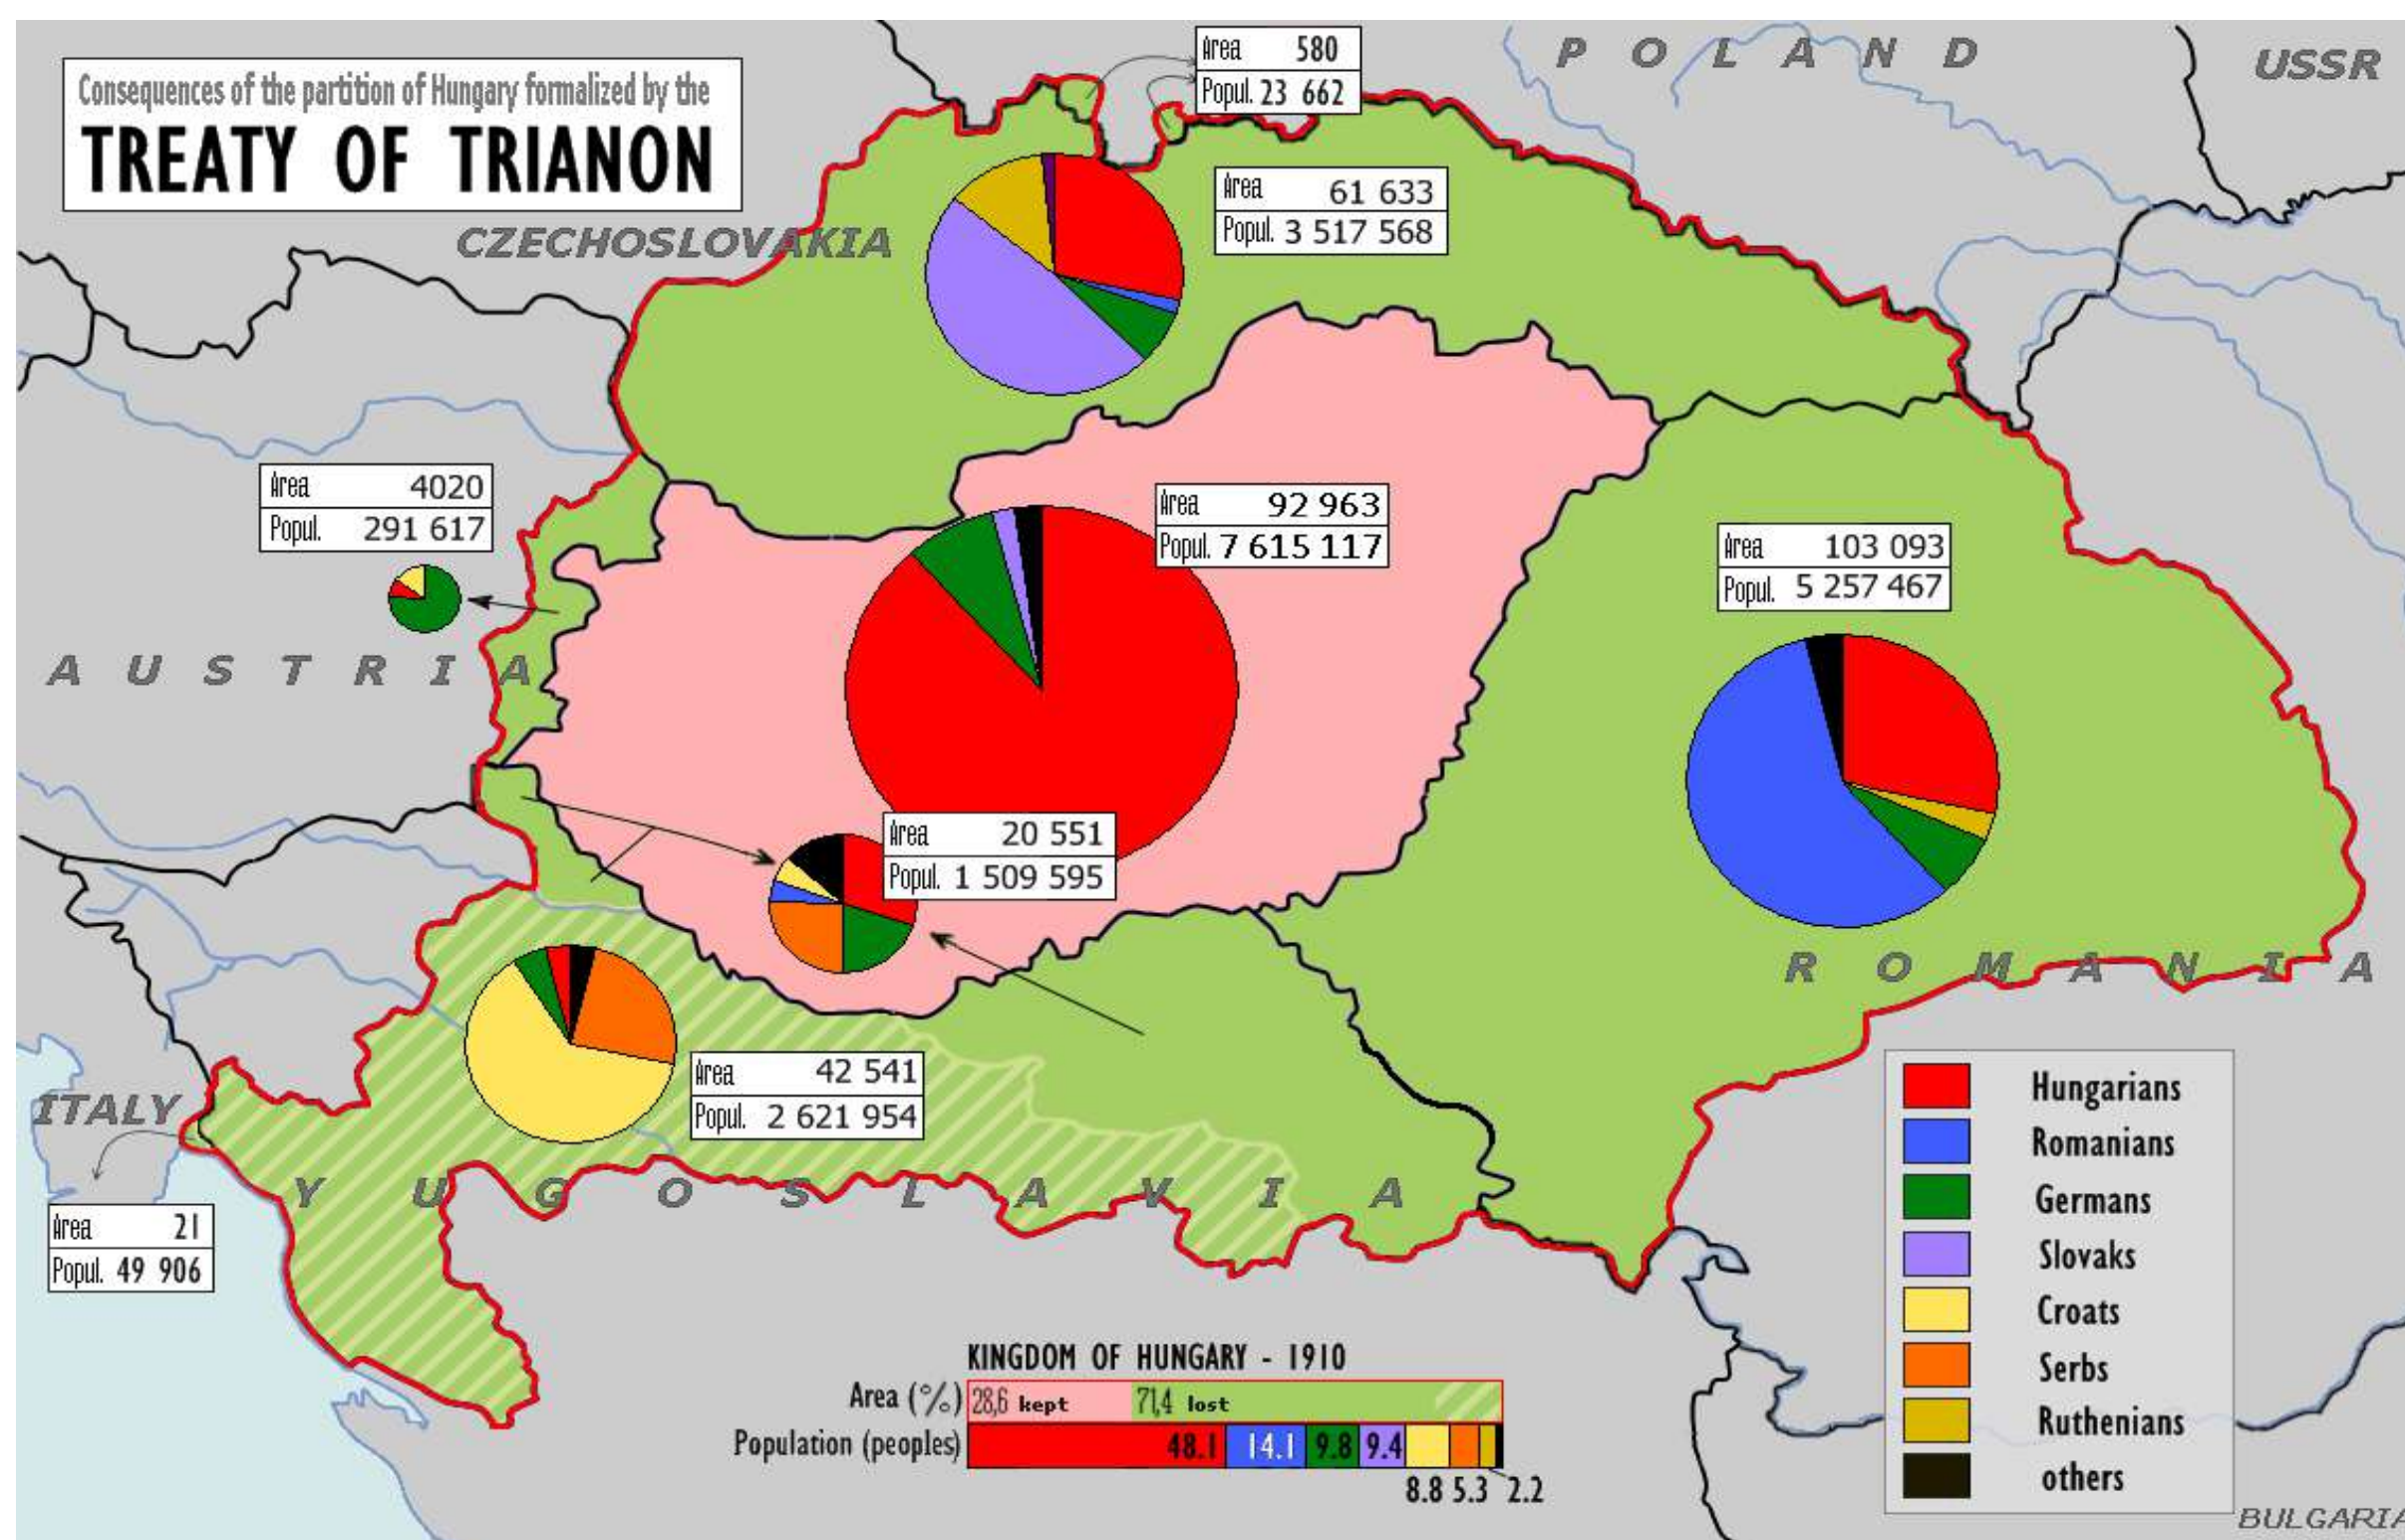 Consequences of the partition of Hungary formalized by the
TREATY OF TRIANON
Area 580
Popul. 23 662
POLAND
USSR
Area 61 633
Popul. 3 517 568
CZECHOSLOVAKIA
Area 4020
Popul. 291 617
Area 92 963
Popul. 7 615 117
Area 103 093
Popul. 5 257 467
AUSTRIA
Area 20 551
Popul. 1 509 595
ROMANIA
Area 42 541
Popul. 2 621 954
ITALY
YUGOSLAVIA
Area 21
Popul. 49 906
Hungarians
Romanians
Germans
Slovaks
Croats
Serbs
Ruthenians
others
KINGDOM OF HUNGARY - 1910
Area (%) 28,6 kept 71,4 lost
Population (peoples) 48.1 14.1 9.8 9.4
8.8 5.3 2.2
BULGARIA